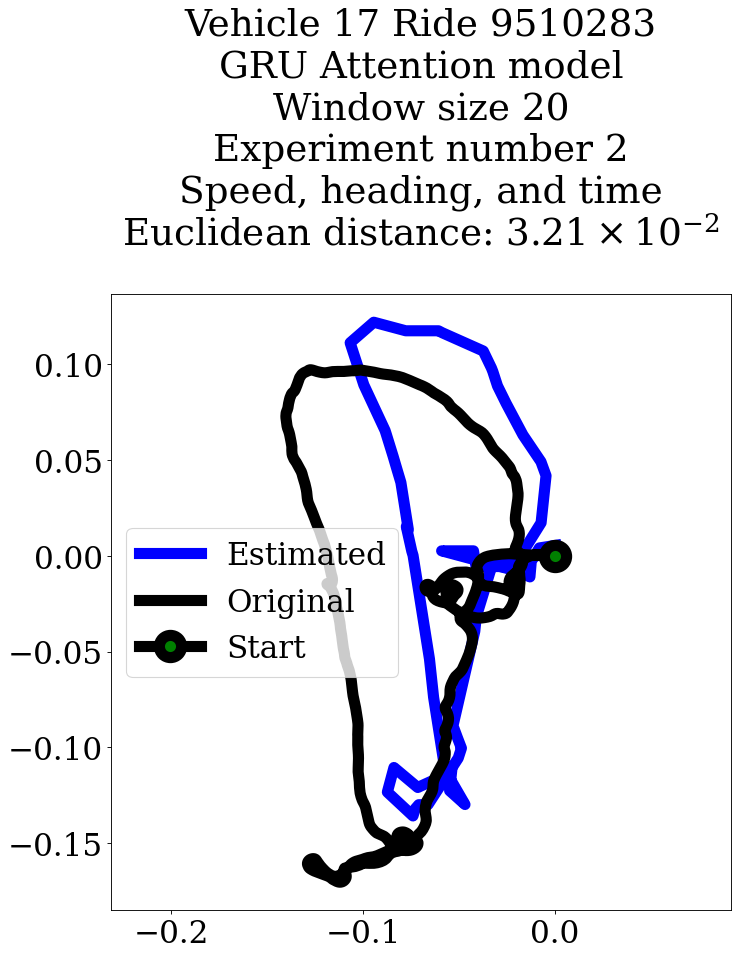 Vehicle 17 Ride 9510283
GRU Attention model
Window size 20
Experiment number 2
Speed, heading, and time
Euclidean distance: 3.21 × 10⁻²
0.10
0.05
0.00
−0.05
−0.10
−0.15
Estimated
Original
Start
−0.2
−0.1
0.0